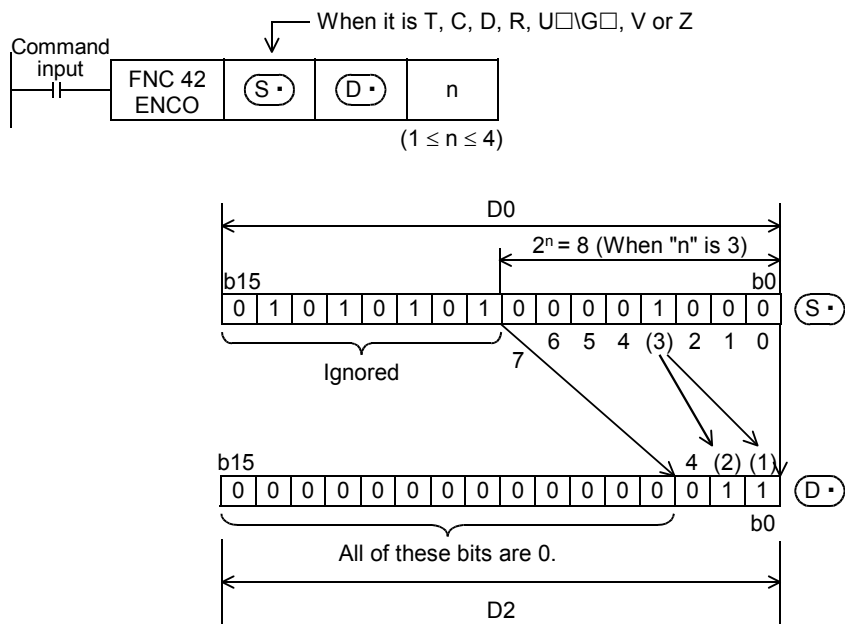 When it is T, C, D, R, U□\G□, V or Z
Command
input
FNC 42
ENCO
S・
D・
n
(1 ≤ n ≤ 4)
D0
2ⁿ = 8 (When "n" is 3)
b15 b0
0 1 0 1 0 1 0 1 0 0 0 0 1 0 0 0 S・
7 6 5 4 (3) 2 1 0
Ignored
b15 4 (2) (1)
0 0 0 0 0 0 0 0 0 0 0 0 0 0 1 1 D・
b0
All of these bits are 0.
D2